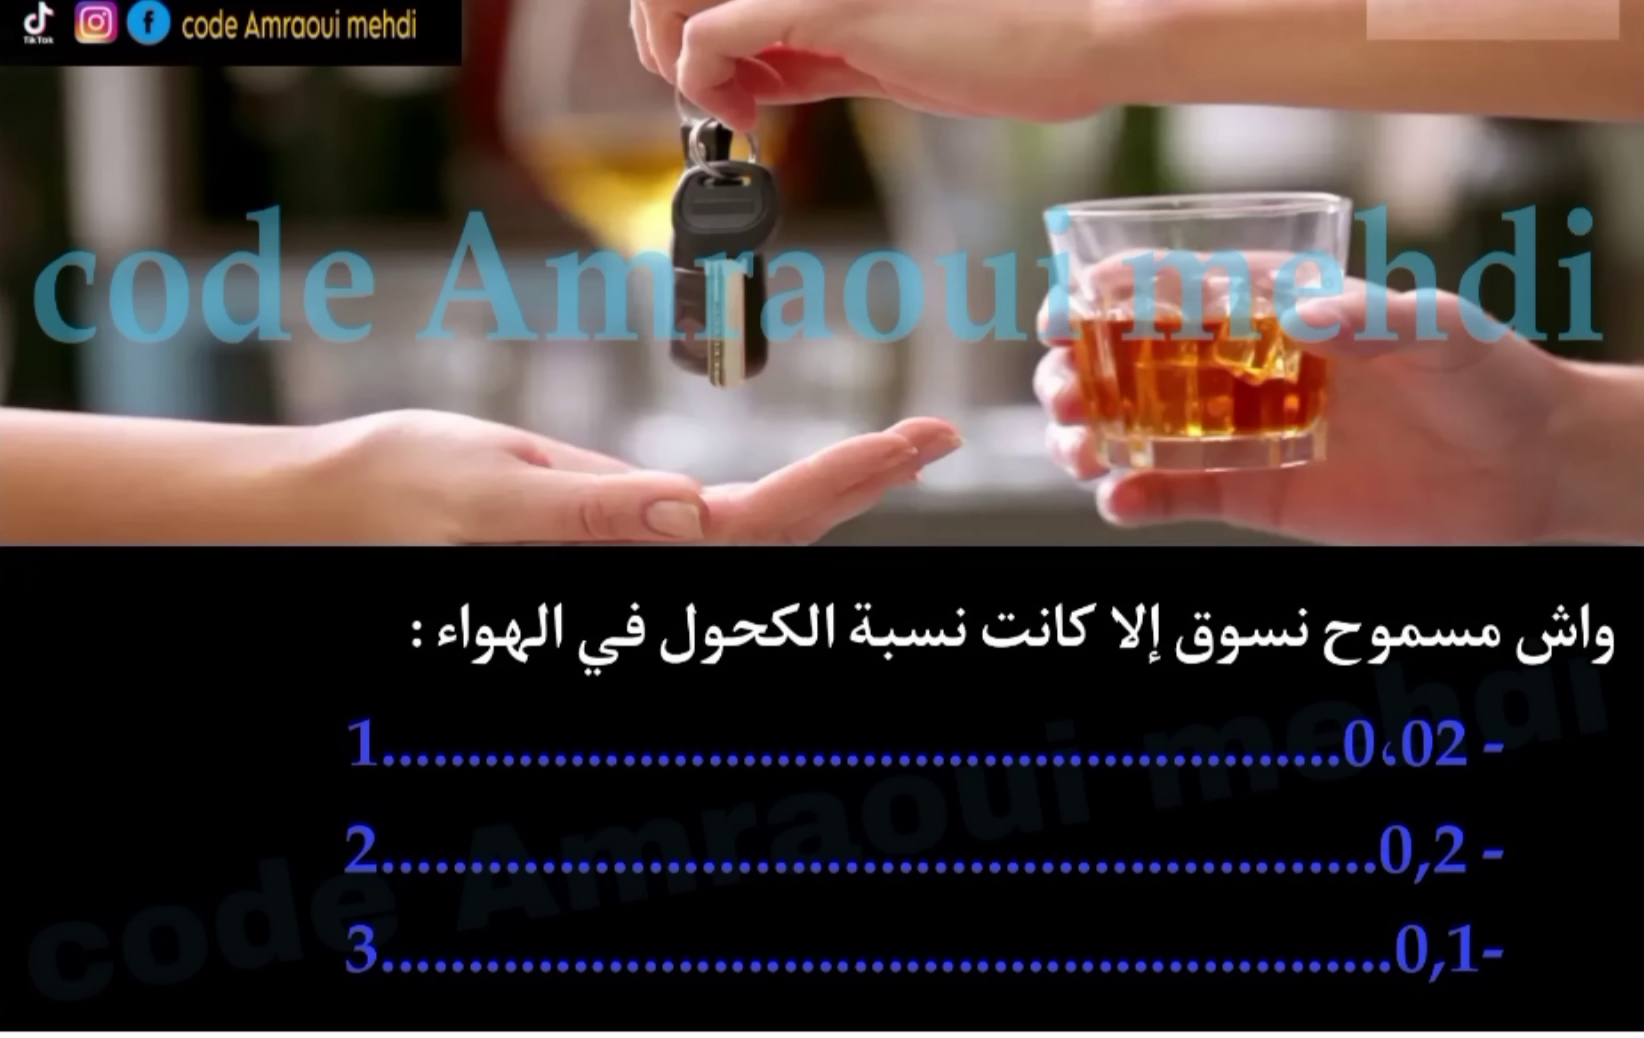 TikTok f code Amraoui mehdi
code Amraoui mehdi
واش مسموح نسوق إلا كانت نسبة الكحول في الهواء :
- 0،02................................................1
- 0,2..................................................2
-0,1...................................................3
code Amraoui mehdi